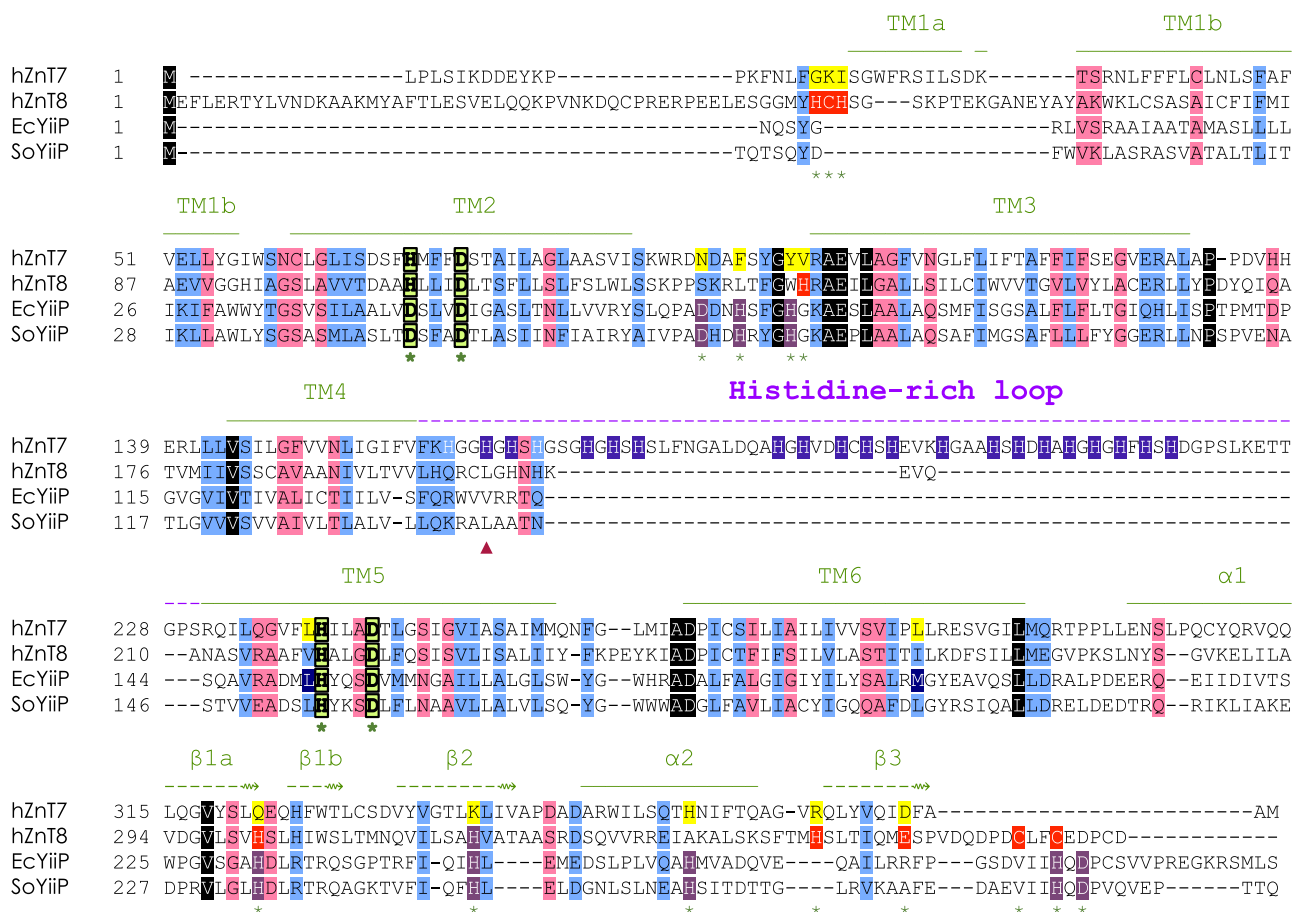 TM1a TM1b
hZnT7 1 M------------------LPLSIKDDEYKP--------------PKFNLFGKISGWFRSILSDK-------TSRNLFFFLCLNLSFAF
hZnT8 1 MEFLERTYLVNDKAAKMYAFTLESVELQQKPVNKDQCPRERPEELESGGMYHCHSG---SKPTEKGANEYAYAKWKLCSASAICFIFMI
EcYiiP 1 M----------------------------------------------NQSYG------------------RLVSRAAIAATAMASLLLL
SoYiiP 1 M--------------------------------------------TQTSQYD------------------FWVKLASRASVATALTLIT
***
TM1b TM2 TM3
hZnT7 51 VELLYGIWSNCLGLISDSFHMFFDSTAILAGLAASVISKWRDNDAFSYGYVRAEVLAGFVNGLFLIFTAFFIFSEGVERALAP-PDVHH
hZnT8 87 AEVVGGHIAGSLAVVTDAAHLLIDLTSFLLSLFSLWLSSKPPSKRLTFGWHRAEILGALLSILCIWVVTGVLVYLACERLLYPDYQIQA
EcYiiP 26 IKIFAWWYTGSVSILAALVDSLVDIGASLTNLLVVRYSLQPADDNHSFGHGKAESLAALAQSMFISGSALFLFLTGIQHLISPTPMTDP
SoYiiP 28 IKLLAWLYSGSASMLASLTDSFADTLASIINFIAIRYAIVPADHDHRYGHGKAEPLAALAQSAFIMGSAFLLLFYGGERLLNPSPVENA
* * * * **
TM4 Histidine-rich loop
hZnT7 139 ERLLLVSILGFVVNLIGIFVFKHGGHGHSHGSGHGHSHSLFNGALDQAHGHVDHCHSHEVKHGAAHSHDHAHGHGHFHSHDGPSLKETT
hZnT8 176 TVMIIVSSCAVAANIVLTVVLHQRCLGHNHK---------------------------EVQ----------------------------
EcYiiP 115 GVGVIVTIVALICTIILV-SFQRWVVRRTQ-----------------------------------------------------------
SoYiiP 117 TLGVVVSVVAIVLTLALV-LLQKRALAATN-----------------------------------------------------------
▲
TM5 TM6 α1
hZnT7 228 GPSRQILQGVFLHILADTLGSIGVIASAIMMQNFG--LMIADPICSILIAILIVVSVIPLLRESVGILMQRTPPLLENSLPQCYQRVQQ
hZnT8 210 --ANASVRAAFVHALGDLFQSISVLISALIIYFKPEYKIADPICTFIFSILVLASTITILKDFSILLMEGVPKSLNYS--GVKELILA
EcYiiP 144 ---SQAVRADMLHYQSDVMMNGAILLALGLSW-YG--WHRADALFALGIGIYILYSALRMGYEAVQSLLDRALPDEERQ--EIIDIVTS
SoYiiP 146 ---STVVEADSLHYKSDLFLNAAVLLALVLSQ-YG--WWWADGLFAVLIACYIGQQAFDLGYRSIQALLDRELDEDTRQ--RIKLIAKE
* *
β1a β1b β2 α2 β3
hZnT7 315 LQGVYSLQEQHFWTLCSDVYVGTLKLIVAPDADARWILSQTHNIFTQAG-VRQLYVQIDFA-------------------------AM
hZnT8 294 VDGVLSVHSLHIWSLTMNQVILSAHVATAASRDSQVVRREIAKALSKSFTMHSLTIQMESPVDQDPDCLFCEDPCD-------------
EcYiiP 225 WPGVSGAHDLRTRQSGPTRFI-QIHL----EMEDSLPLVQAHMVADQVE----QAILRRFP----GSDVIIHQDPCSVVPREGKRSMLS
SoYiiP 227 DPRVLGLHDLRTRQAGKTVFI-QFHL----ELDGNLSLNEAHSITDTTG----LRVKAAFE----DAEVIIHQDPVQVEP------TTQ
* * * * * * * *